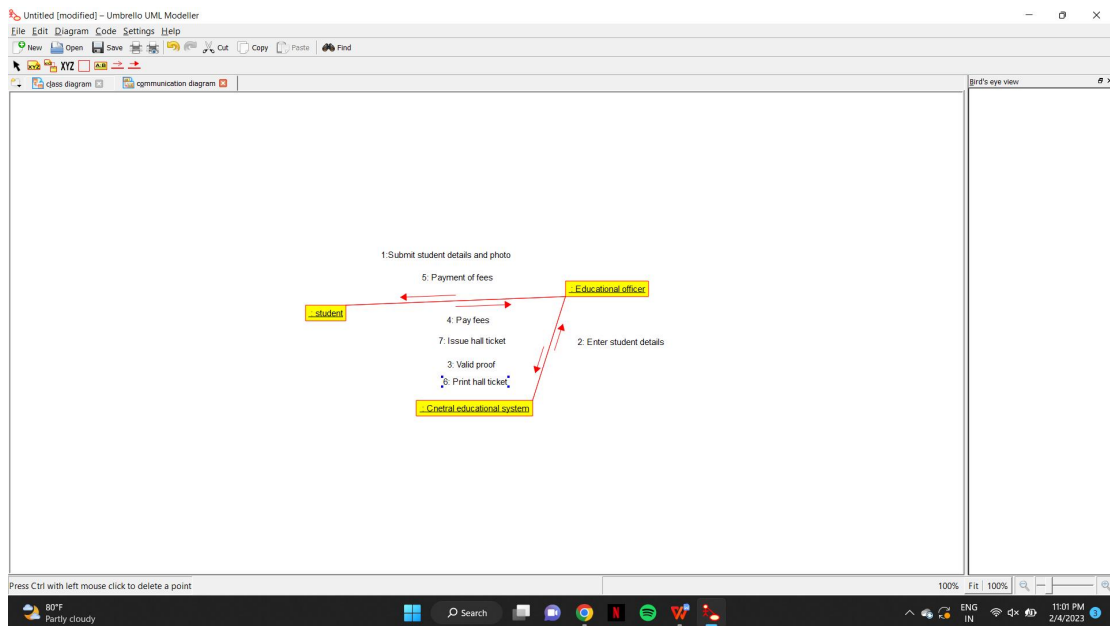 Untitled [modified] – Umbrello UML Modeller
File Edit Diagram Code Settings Help
New Open Save Cut Copy Paste Find
XYZ A:B
class diagram communication diagram
Bird's eye view
1:Submit student details and photo
5: Payment of fees
: Educational officer
: student
4: Pay fees
7: Issue hall ticket
2: Enter student details
3: Valid proof
6: Print hall ticket
: Cnetral educational system
Press Ctrl with left mouse click to delete a point
100% Fit 100%
80°F
Partly cloudy
Search
ENG
IN
11:01 PM
2/4/2023
3